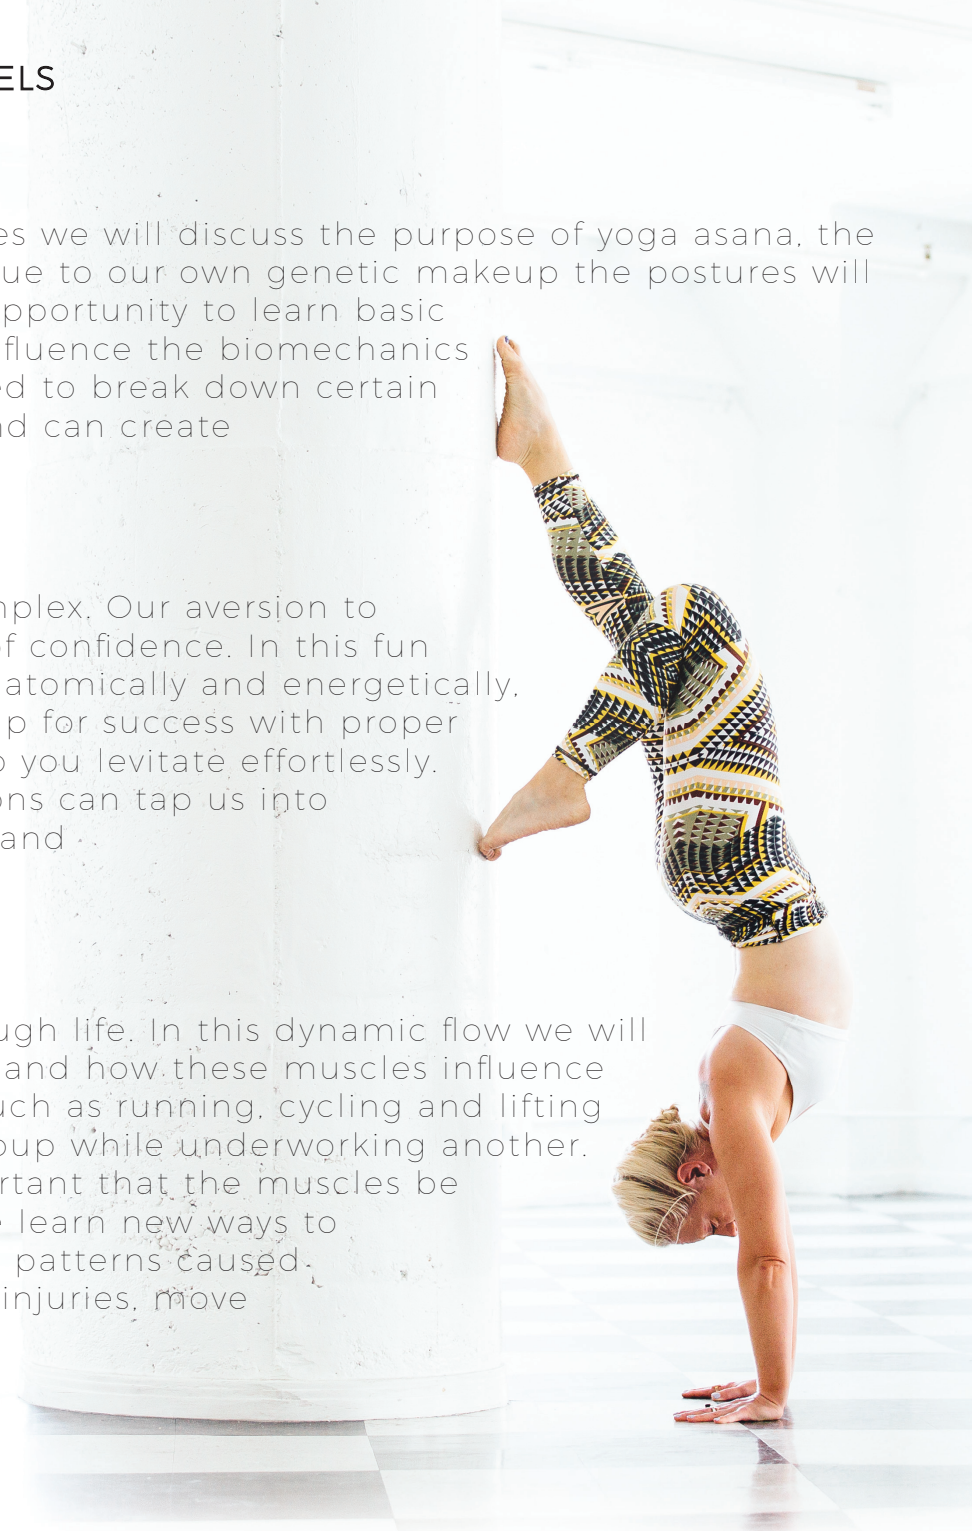 ELS
es we will discuss the purpose of yoga asana, the
ue to our own genetic makeup the postures will
pportunity to learn basic
fluence the biomechanics
ed to break down certain
nd can create
nplex. Our aversion to
of confidence. In this fun
atomically and energetically,
p for success with proper
o you levitate effortlessly.
ons can tap us into
and
ugh life. In this dynamic flow we will
and how these muscles influence
uch as running, cycling and lifting
oup while underworking another.
rtant that the muscles be
e learn new ways to
patterns caused
injuries, move